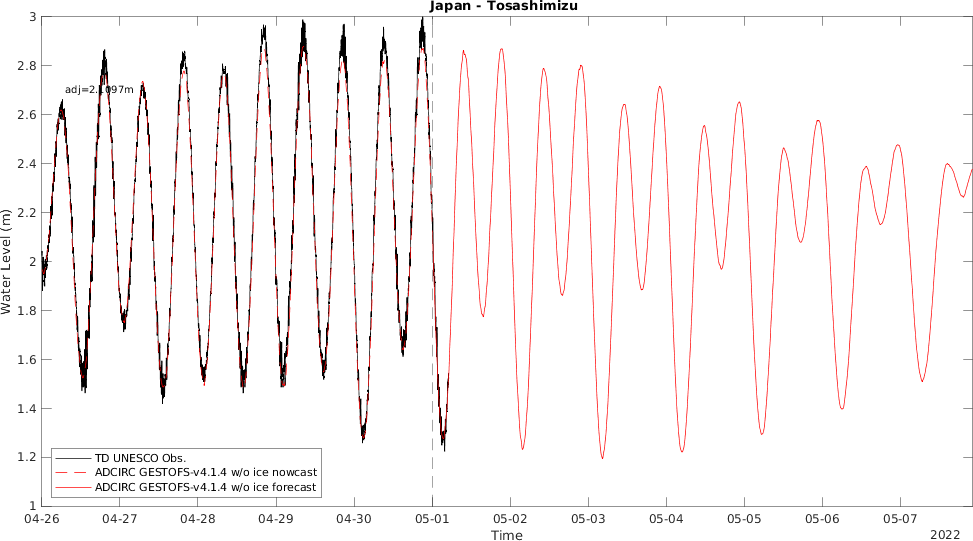 Japan - Tosashimizu
3
2.8
2.6
2.4
2.2
2
1.8
1.6
1.4
1.2
1
Water Level (m)
adj=2.1097m
TD UNESCO Obs.
ADCIRC GESTOFS-v4.1.4 w/o ice nowcast
ADCIRC GESTOFS-v4.1.4 w/o ice forecast
04-26 04-27 04-28 04-29 04-30 05-01 05-02 05-03 05-04 05-05 05-06 05-07
Time
2022